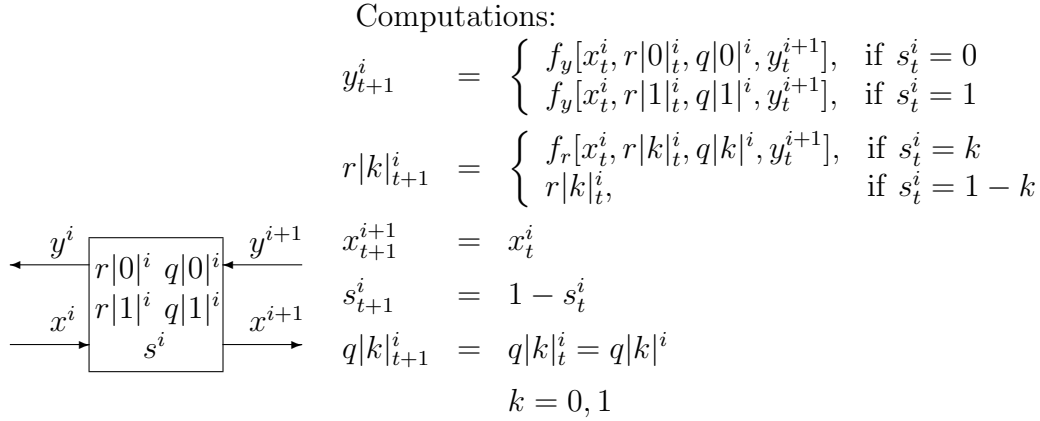 Computations:
y^i_{t+1} = { f_y[x^i_t, r|0|^i_t, q|0|^i, y^{i+1}_t], if s^i_t = 0
f_y[x^i_t, r|1|^i_t, q|1|^i, y^{i+1}_t], if s^i_t = 1
r|k|^i_{t+1} = { f_r[x^i_t, r|k|^i_t, q|k|^i, y^{i+1}_t], if s^i_t = k
r|k|^i_t, if s^i_t = 1 − k
x^{i+1}_{t+1} = x^i_t
s^i_{t+1} = 1 − s^i_t
q|k|^i_{t+1} = q|k|^i_t = q|k|^i
k = 0, 1
y^i y^{i+1}
r|0|^i q|0|^i
r|1|^i q|1|^i
x^i x^{i+1}
s^i